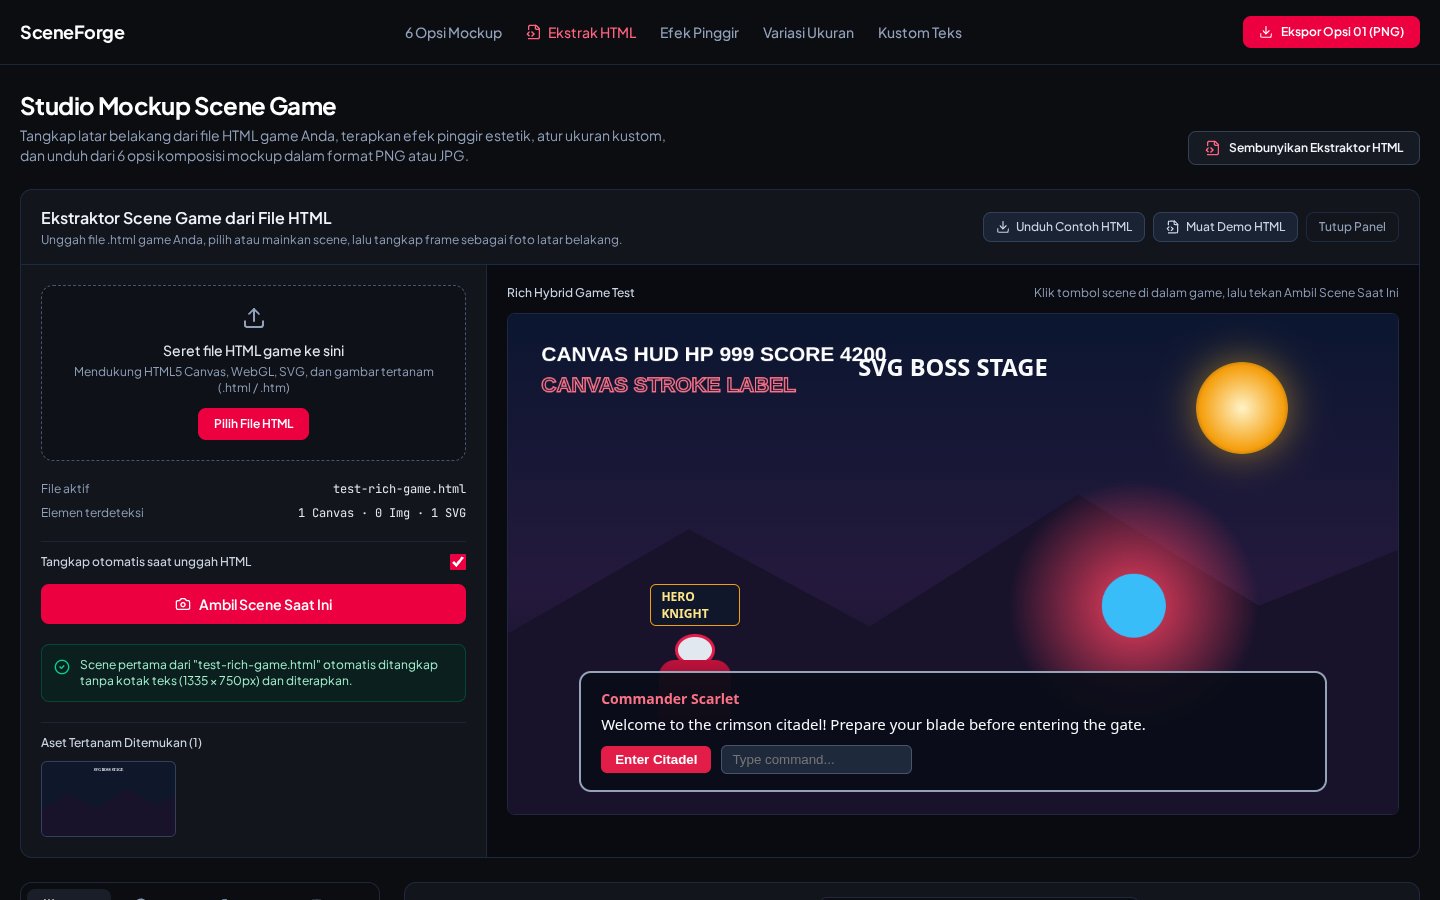 SceneForge
6 Opsi Mockup
Ekstrak HTML
Efek Pinggir
Variasi Ukuran
Kustom Teks
Ekspor Opsi 01 (PNG)
Studio Mockup Scene Game
Tangkap latar belakang dari file HTML game Anda, terapkan efek pinggir estetik, atur ukuran kustom,
dan unduh dari 6 opsi komposisi mockup dalam format PNG atau JPG.
Sembunyikan Ekstraktor HTML
Ekstraktor Scene Game dari File HTML
Unggah file .html game Anda, pilih atau mainkan scene, lalu tangkap frame sebagai foto latar belakang.
Unduh Contoh HTML
Muat Demo HTML
Tutup Panel
Seret file HTML game ke sini
Mendukung HTML5 Canvas, WebGL, SVG, dan gambar tertanam
(.html / .htm)
Pilih File HTML
File aktif
test-rich-game.html
Elemen terdeteksi
1 Canvas · 0 Img · 1 SVG
Tangkap otomatis saat unggah HTML
Ambil Scene Saat Ini
Scene pertama dari "test-rich-game.html" otomatis ditangkap
tanpa kotak teks (1335 × 750px) dan diterapkan.
Aset Tertanam Ditemukan (1)
SVG BOSS STAGE
Rich Hybrid Game Test
Klik tombol scene di dalam game, lalu tekan Ambil Scene Saat Ini
CANVAS HUD HP 999 SCORE 4200
SVG BOSS STAGE
CANVAS STROKE LABEL
HERO
KNIGHT
Commander Scarlet
Welcome to the crimson citadel! Prepare your blade before entering the gate.
Enter Citadel
Type command...